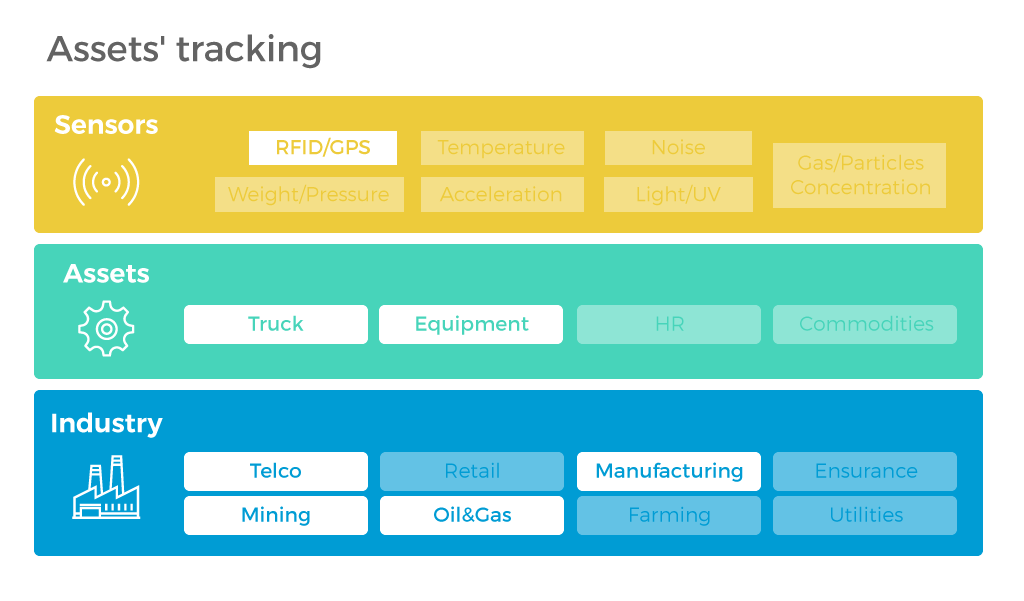 Assets' tracking
Sensors
RFID/GPS
Temperature
Noise
Gas/Particles
Concentration
Weight/Pressure
Acceleration
Light/UV
Assets
Truck
Equipment
HR
Commodities
Industry
Telco
Retail
Manufacturing
Ensurance
Mining
Oil&Gas
Farming
Utilities